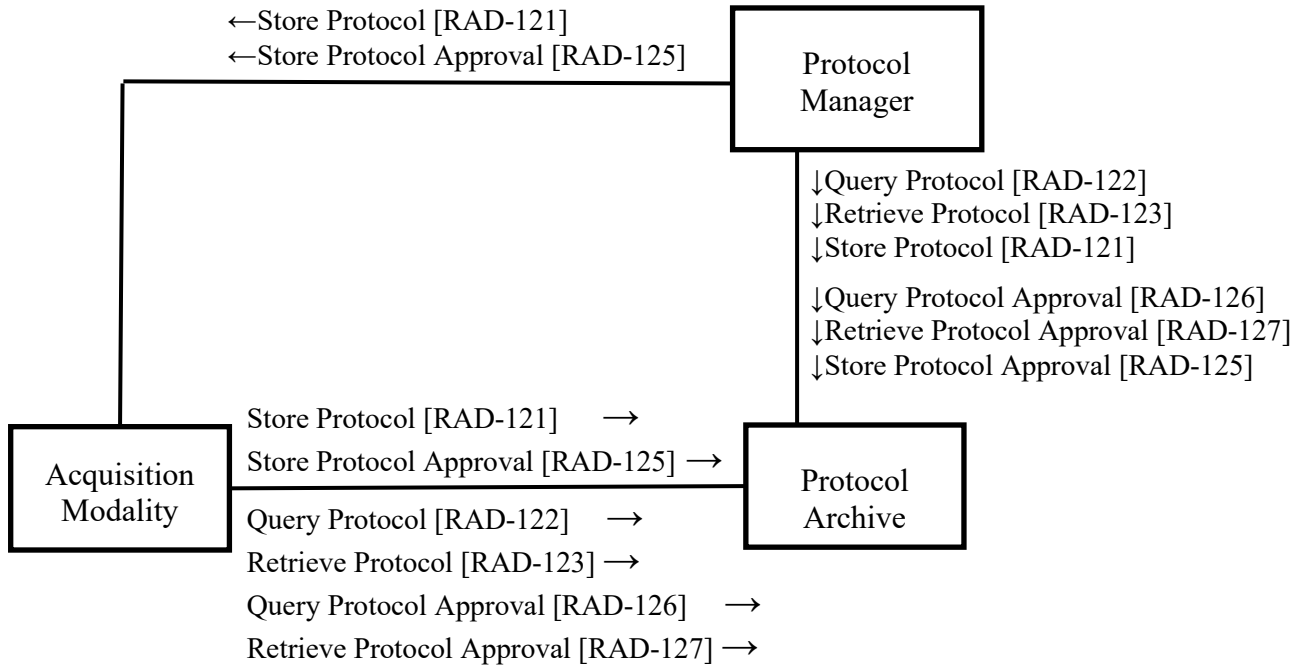 ←Store Protocol [RAD-121]
←Store Protocol Approval [RAD-125]
Protocol
Manager
↓Query Protocol [RAD-122]
↓Retrieve Protocol [RAD-123]
↓Store Protocol [RAD-121]
↓Query Protocol Approval [RAD-126]
↓Retrieve Protocol Approval [RAD-127]
↓Store Protocol Approval [RAD-125]
Store Protocol [RAD-121] →
Store Protocol Approval [RAD-125] →
Acquisition
Modality
Protocol
Archive
Query Protocol [RAD-122] →
Retrieve Protocol [RAD-123] →
Query Protocol Approval [RAD-126] →
Retrieve Protocol Approval [RAD-127] →